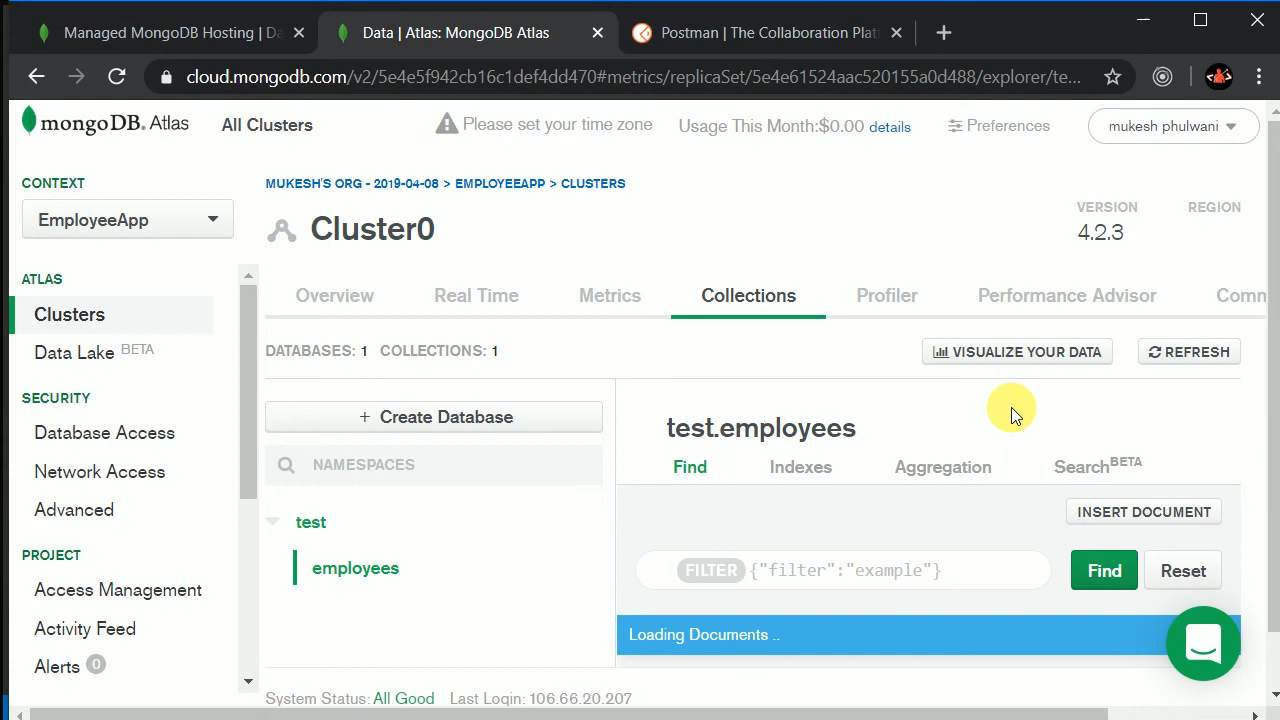 Managed MongoDB Hosting | Da
Data | Atlas: MongoDB Atlas
Postman | The Collaboration Plat
cloud.mongodb.com/v2/5e4e5f942cb16c1def4dd470#metrics/replicaSet/5e4e61524aac520155a0d488/explorer/te...
mongoDB. Atlas
All Clusters
Please set your time zone
Usage This Month:$0.00 details
Preferences
mukesh phulwani
CONTEXT
EmployeeApp
ATLAS
Clusters
Data Lake BETA
SECURITY
Database Access
Network Access
Advanced
PROJECT
Access Management
Activity Feed
Alerts 0
MUKESH'S ORG - 2019-04-08 > EMPLOYEEAPP > CLUSTERS
Cluster0
VERSION
4.2.3
REGION
Overview
Real Time
Metrics
Collections
Profiler
Performance Advisor
Comm
DATABASES: 1 COLLECTIONS: 1
VISUALIZE YOUR DATA
REFRESH
+ Create Database
NAMESPACES
test
employees
test.employees
Find
Indexes
Aggregation
Search BETA
INSERT DOCUMENT
FILTER {"filter":"example"}
Find
Reset
Loading Documents ..
System Status: All Good Last Login: 106.66.20.207